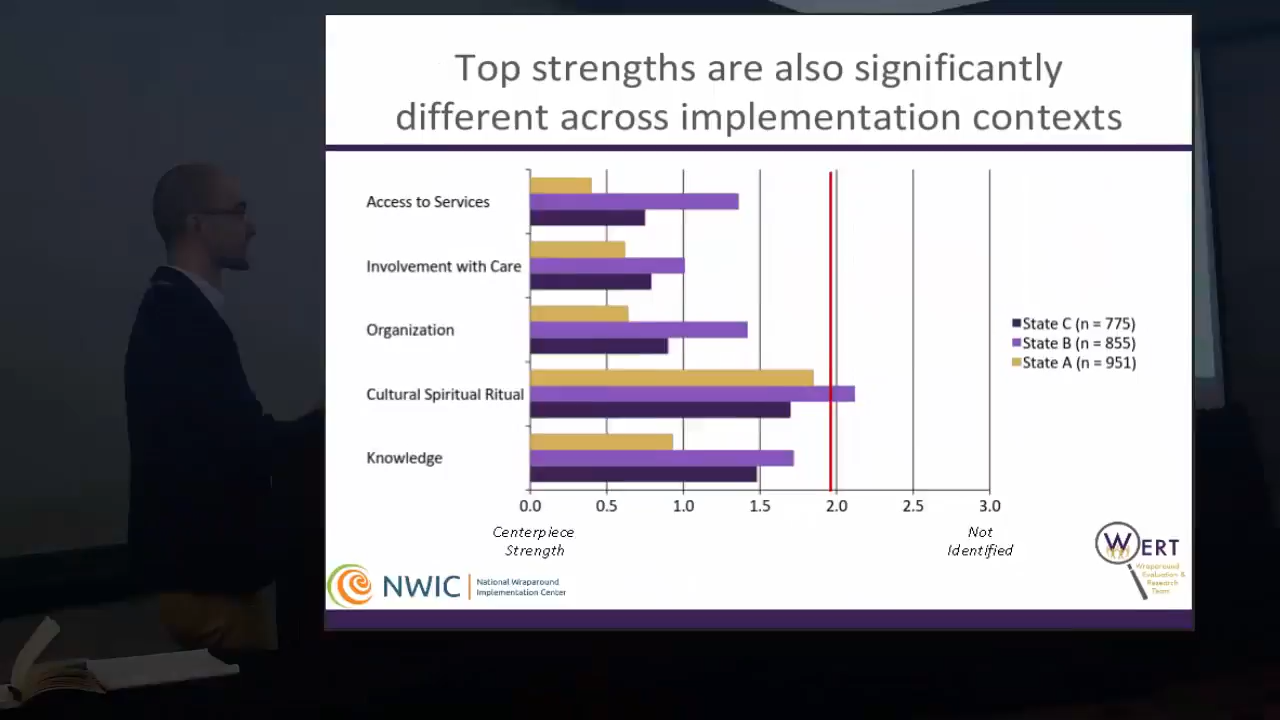 Top strengths are also significantly
different across implementation contexts
Access to Services
Involvement with Care
Organization
Cultural Spiritual Ritual
Knowledge
State C (n = 775)
State B (n = 855)
State A (n = 951)
0.0 0.5 1.0 1.5 2.0 2.5 3.0
Centerpiece
Strength
Not
Identified
NWIC
National Wraparound
Implementation Center
WERT
Wraparound
Evaluation &
Research
Team